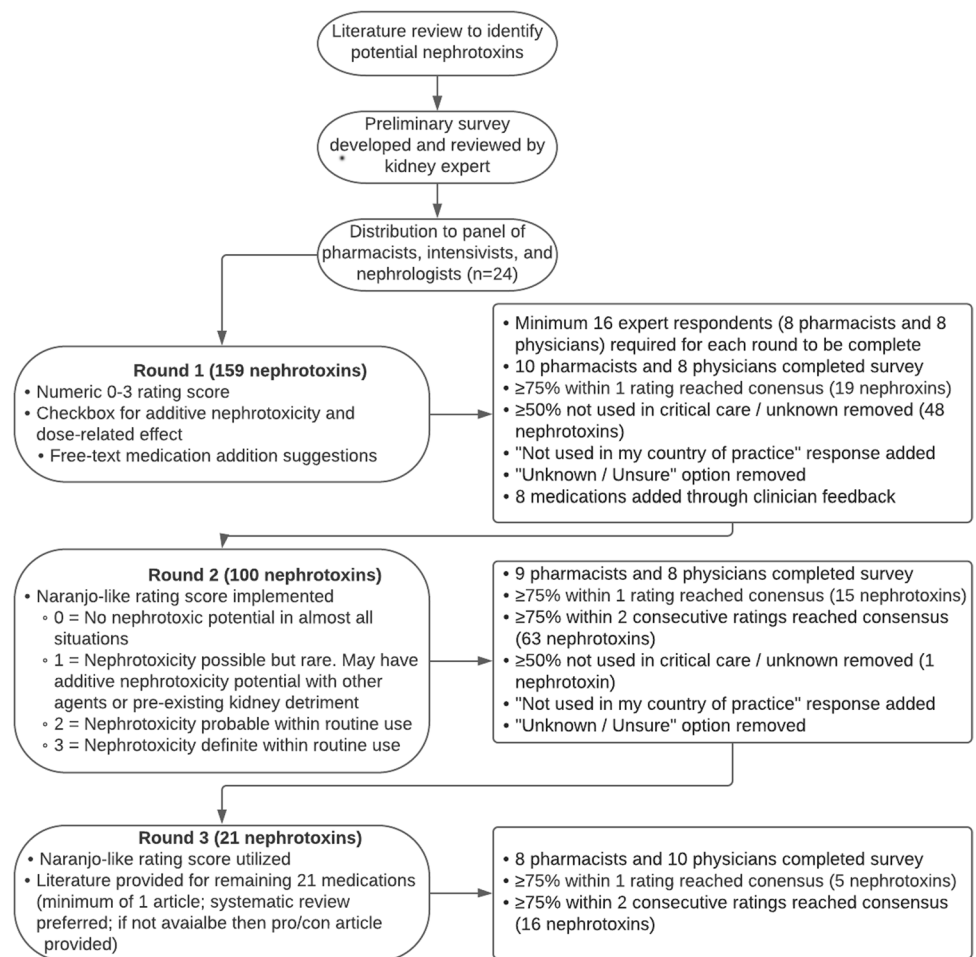 Literature review to identify
potential nephrotoxins
Preliminary survey
developed and reviewed by
* kidney expert
Distribution to panel of
pharmacists, intensivists, and
nephrologists (n=24)
Round 1 (159 nephrotoxins)
• Numeric 0-3 rating score
• Checkbox for additive nephrotoxicity and
dose-related effect
• Free-text medication addition suggestions
• Minimum 16 expert respondents (8 pharmacists and 8
physicians) required for each round to be complete
• 10 pharmacists and 8 physicians completed survey
• ≥75% within 1 rating reached consensus (19 nephroxins)
• ≥50% not used in critical care / unknown removed (48
nephrotoxins)
• "Not used in my country of practice" response added
• "Unknown / Unsure" option removed
• 8 medications added through clinician feedback
Round 2 (100 nephrotoxins)
• Naranjo-like rating score implemented
◦ 0 = No nephrotoxic potential in almost all
situations
◦ 1 = Nephrotoxicity possible but rare. May have
additive nephrotoxicity potential with other
agents or pre-existing kidney detriment
◦ 2 = Nephrotoxicity probable within routine use
◦ 3 = Nephrotoxicity definite within routine use
• 9 pharmacists and 8 physicians completed survey
• ≥75% within 1 rating reached consensus (15 nephrotoxins)
• ≥75% within 2 consecutive ratings reached consensus
(63 nephrotoxins)
• ≥50% not used in critical care / unknown removed (1
nephrotoxin)
• "Not used in my country of practice" response added
• "Unknown / Unsure" option removed
Round 3 (21 nephrotoxins)
• Naranjo-like rating score utilized
• Literature provided for remaining 21 medications
(minimum of 1 article; systematic review
preferred; if not avaialbe then pro/con article
provided)
• 8 pharmacists and 10 physicians completed survey
• ≥75% within 1 rating reached conensus (5 nephrotoxins)
• ≥75% within 2 consecutive ratings reached consensus
(16 nephrotoxins)